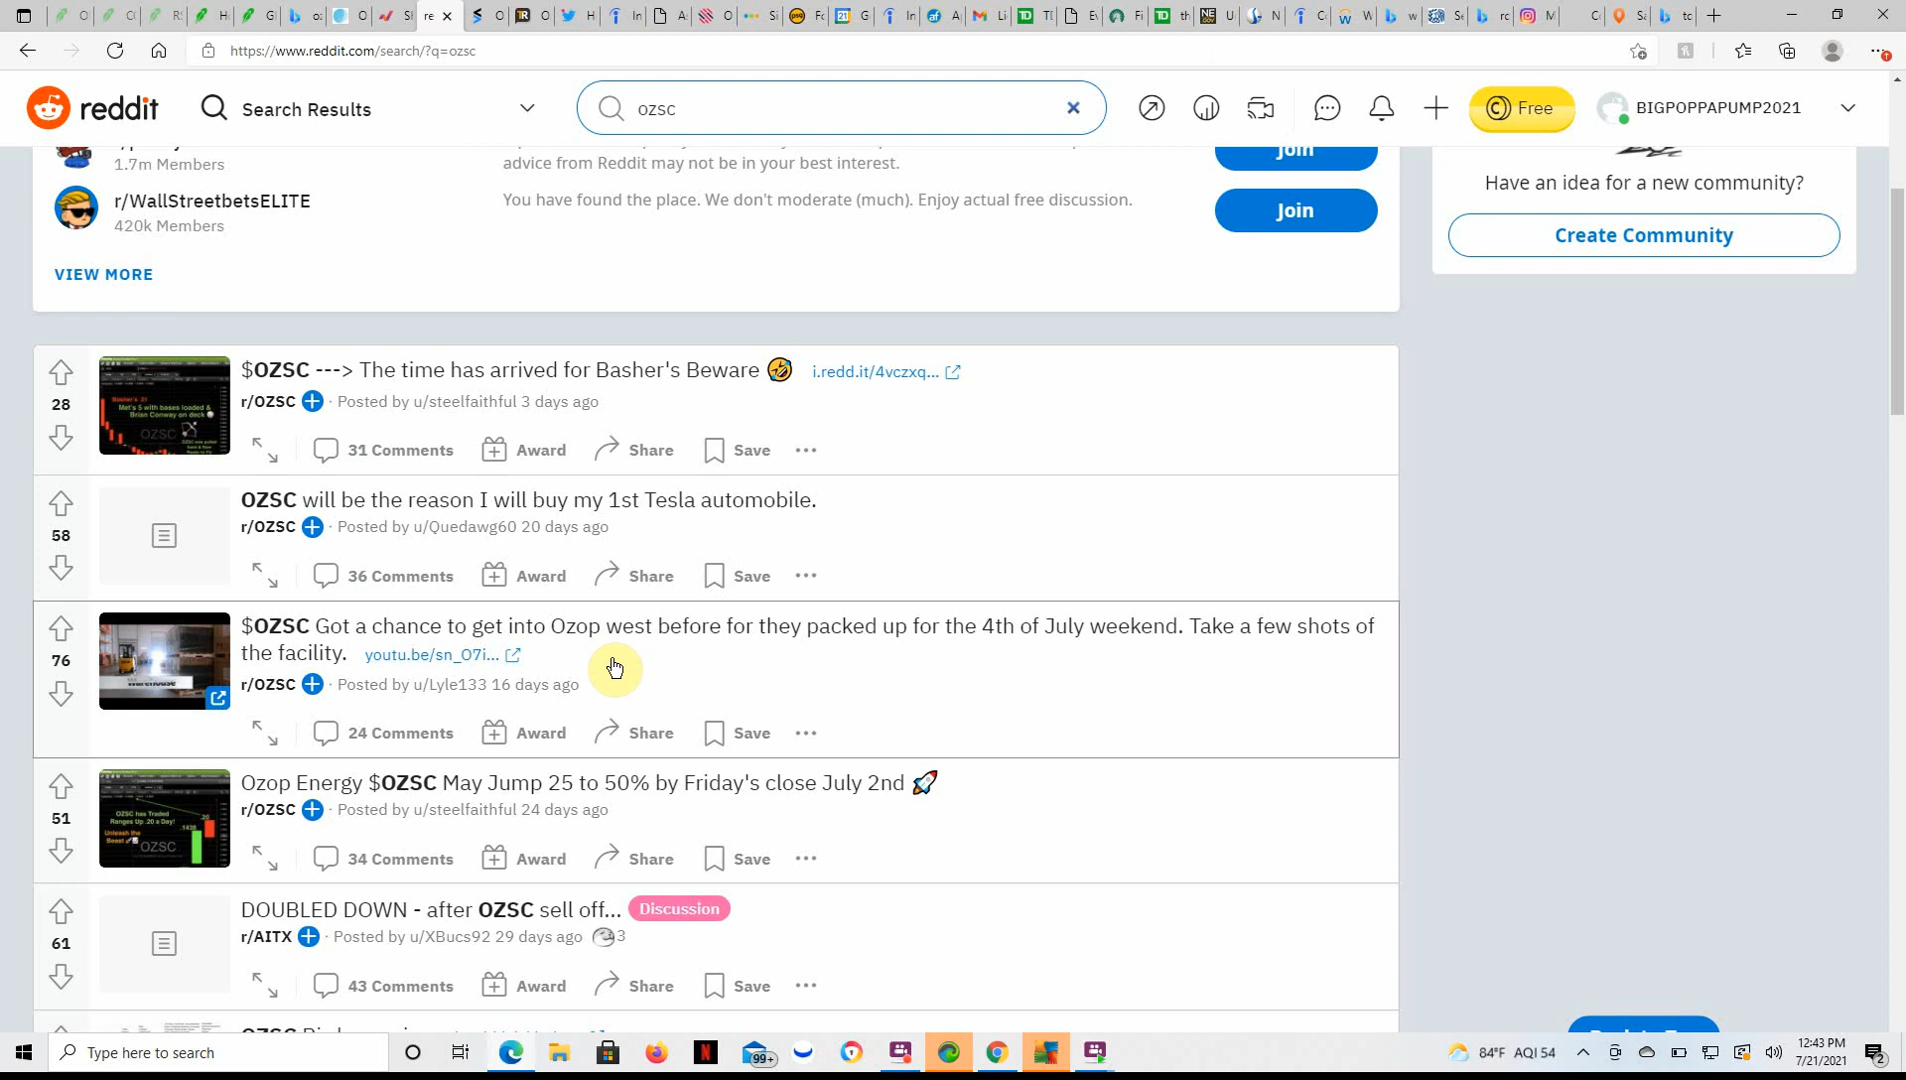 https://www.reddit.com/search/?q=ozsc
reddit
Search Results
ozsc
Free
BIGPOPPAPUMP2021
1.7m Members
advice from Reddit may not be in your best interest.
Join
r/WallStreetbetsELITE
420k Members
You have found the place. We don't moderate (much). Enjoy actual free discussion.
Join
VIEW MORE
Have an idea for a new community?
Create Community
28
$OZSC ---> The time has arrived for Basher's Beware 🤣 i.redd.it/4vczxq...
r/OZSC · Posted by u/steelfaithful 3 days ago
31 Comments Award Share Save
58
OZSC will be the reason I will buy my 1st Tesla automobile.
r/OZSC · Posted by u/Quedawg60 20 days ago
36 Comments Award Share Save
76
$OZSC Got a chance to get into Ozop west before for they packed up for the 4th of July weekend. Take a few shots of
the facility. youtu.be/sn_O7i...
r/OZSC · Posted by u/Lyle133 16 days ago
24 Comments Award Share Save
51
Ozop Energy $OZSC May Jump 25 to 50% by Friday's close July 2nd 🚀
r/OZSC · Posted by u/steelfaithful 24 days ago
34 Comments Award Share Save
61
DOUBLED DOWN - after OZSC sell off... Discussion
r/AITX · Posted by u/XBucs92 29 days ago 3
43 Comments Award Share Save
Type here to search
99+
84°F AQI 54
12:43 PM
7/21/2021
2